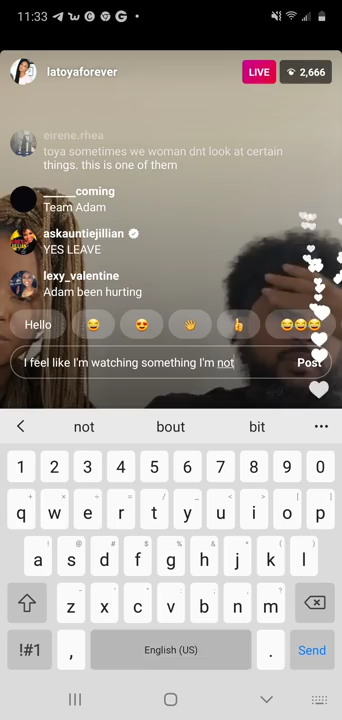 11:33
latoyaforever
LIVE
2,666
eirene.rhea
toya sometimes we woman dnt look at certain
things. this is one of them
______coming
Team Adam
askauntiejillian
YES LEAVE
lexy_valentine
Adam been hurting
Hello
I feel like I'm watching something I'm not
Post
not bout bit
1 2 3 4 5 6 7 8 9 0
+ × ÷ = / _ < > [ ]
q w e r t y u i o p
! @ # $ % ^ & * ( )
a s d f g h j k l
- ' " : ; , ?
z x c v b n m
!#1 , English (US) . Send